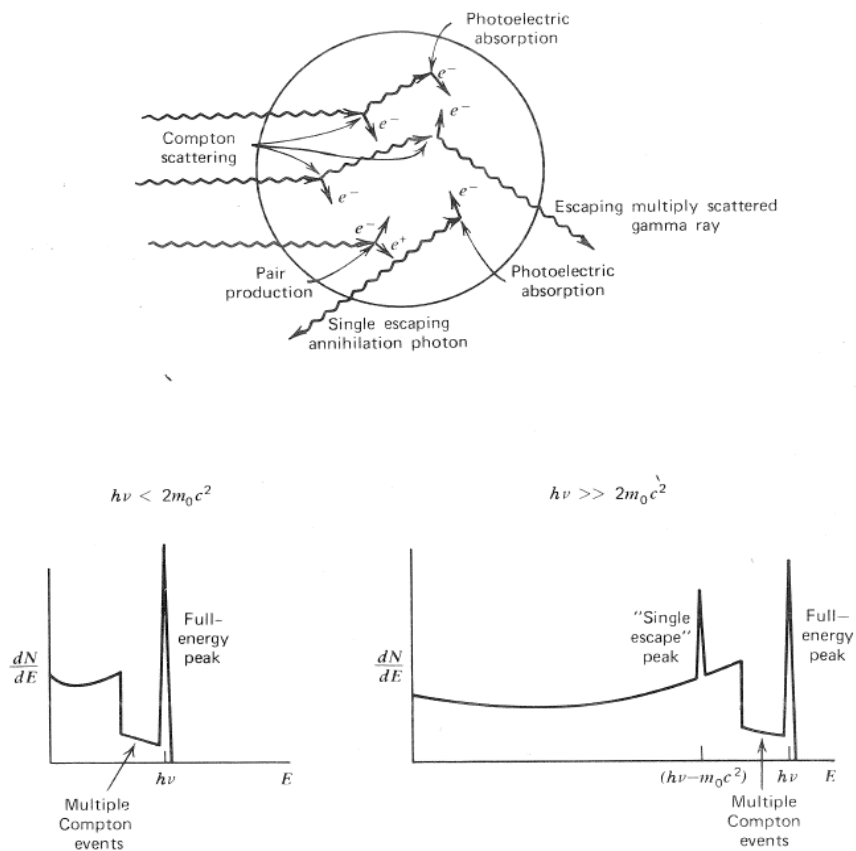 Photoelectric
absorption
e⁻
e⁻
e⁻
Compton
scattering
e⁻
e⁻
Escaping multiply scattered
gamma ray
e⁻
e⁺
Pair
production
Photoelectric
absorption
Single escaping
annihilation photon
hν < 2m₀c²
hν >> 2m₀c²
Full-
energy
peak
dN
dE
hν
E
Multiple
Compton
events
"Single
escape"
peak
Full—
energy
peak
dN
dE
(hν−m₀c²)
hν
E
Multiple
Compton
events